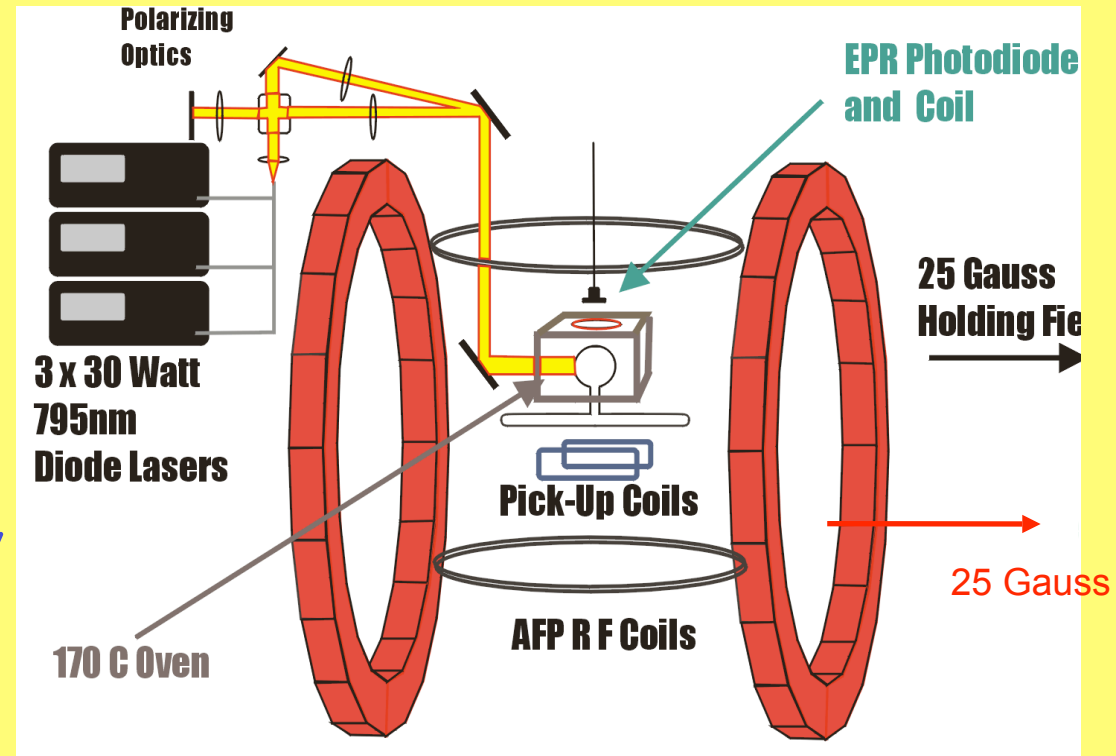 Polarizing
Optics
EPR Photodiode
and Coil
25 Gauss
Holding Fie
3 x 30 Watt
795nm
Diode Lasers
Pick-Up Coils
25 Gauss
AFP R F Coils
170 C Oven